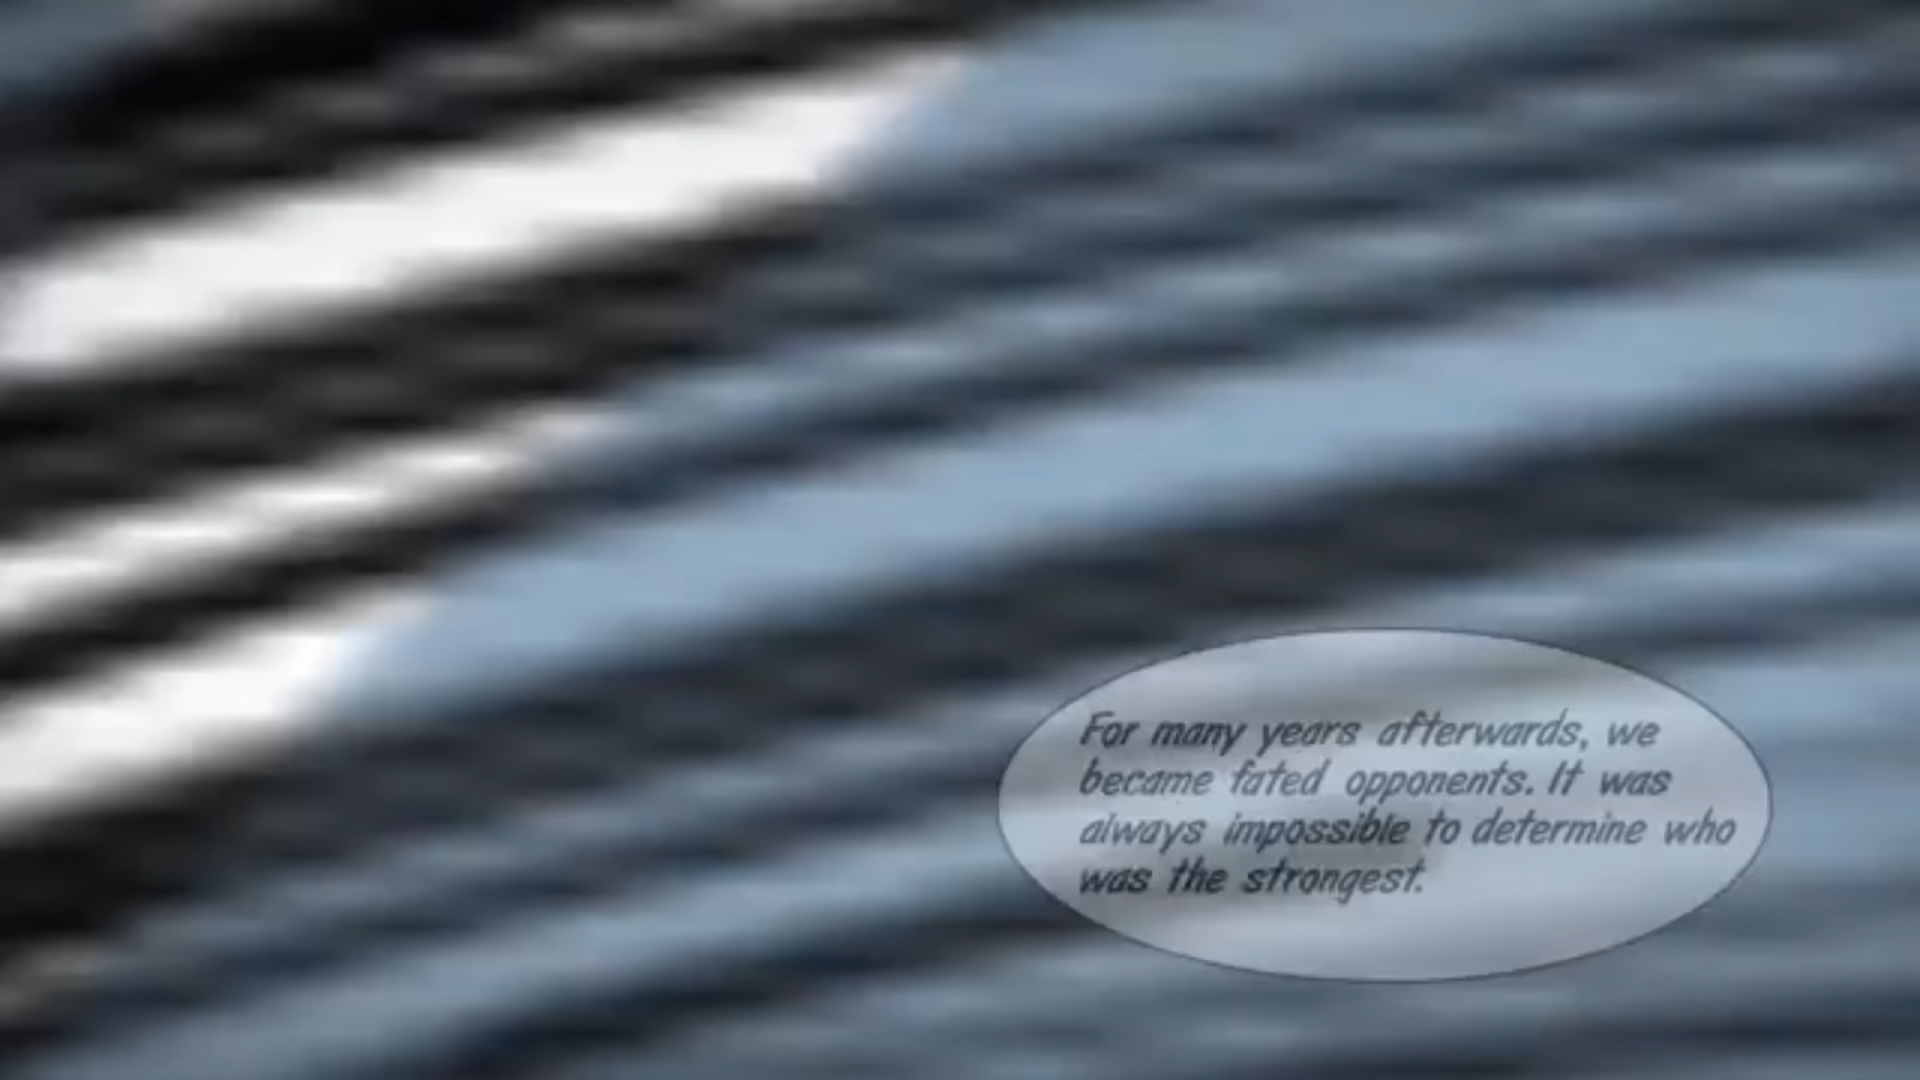 For many years afterwards, we
became fated opponents. It was
always impossible to determine who
was the strongest.